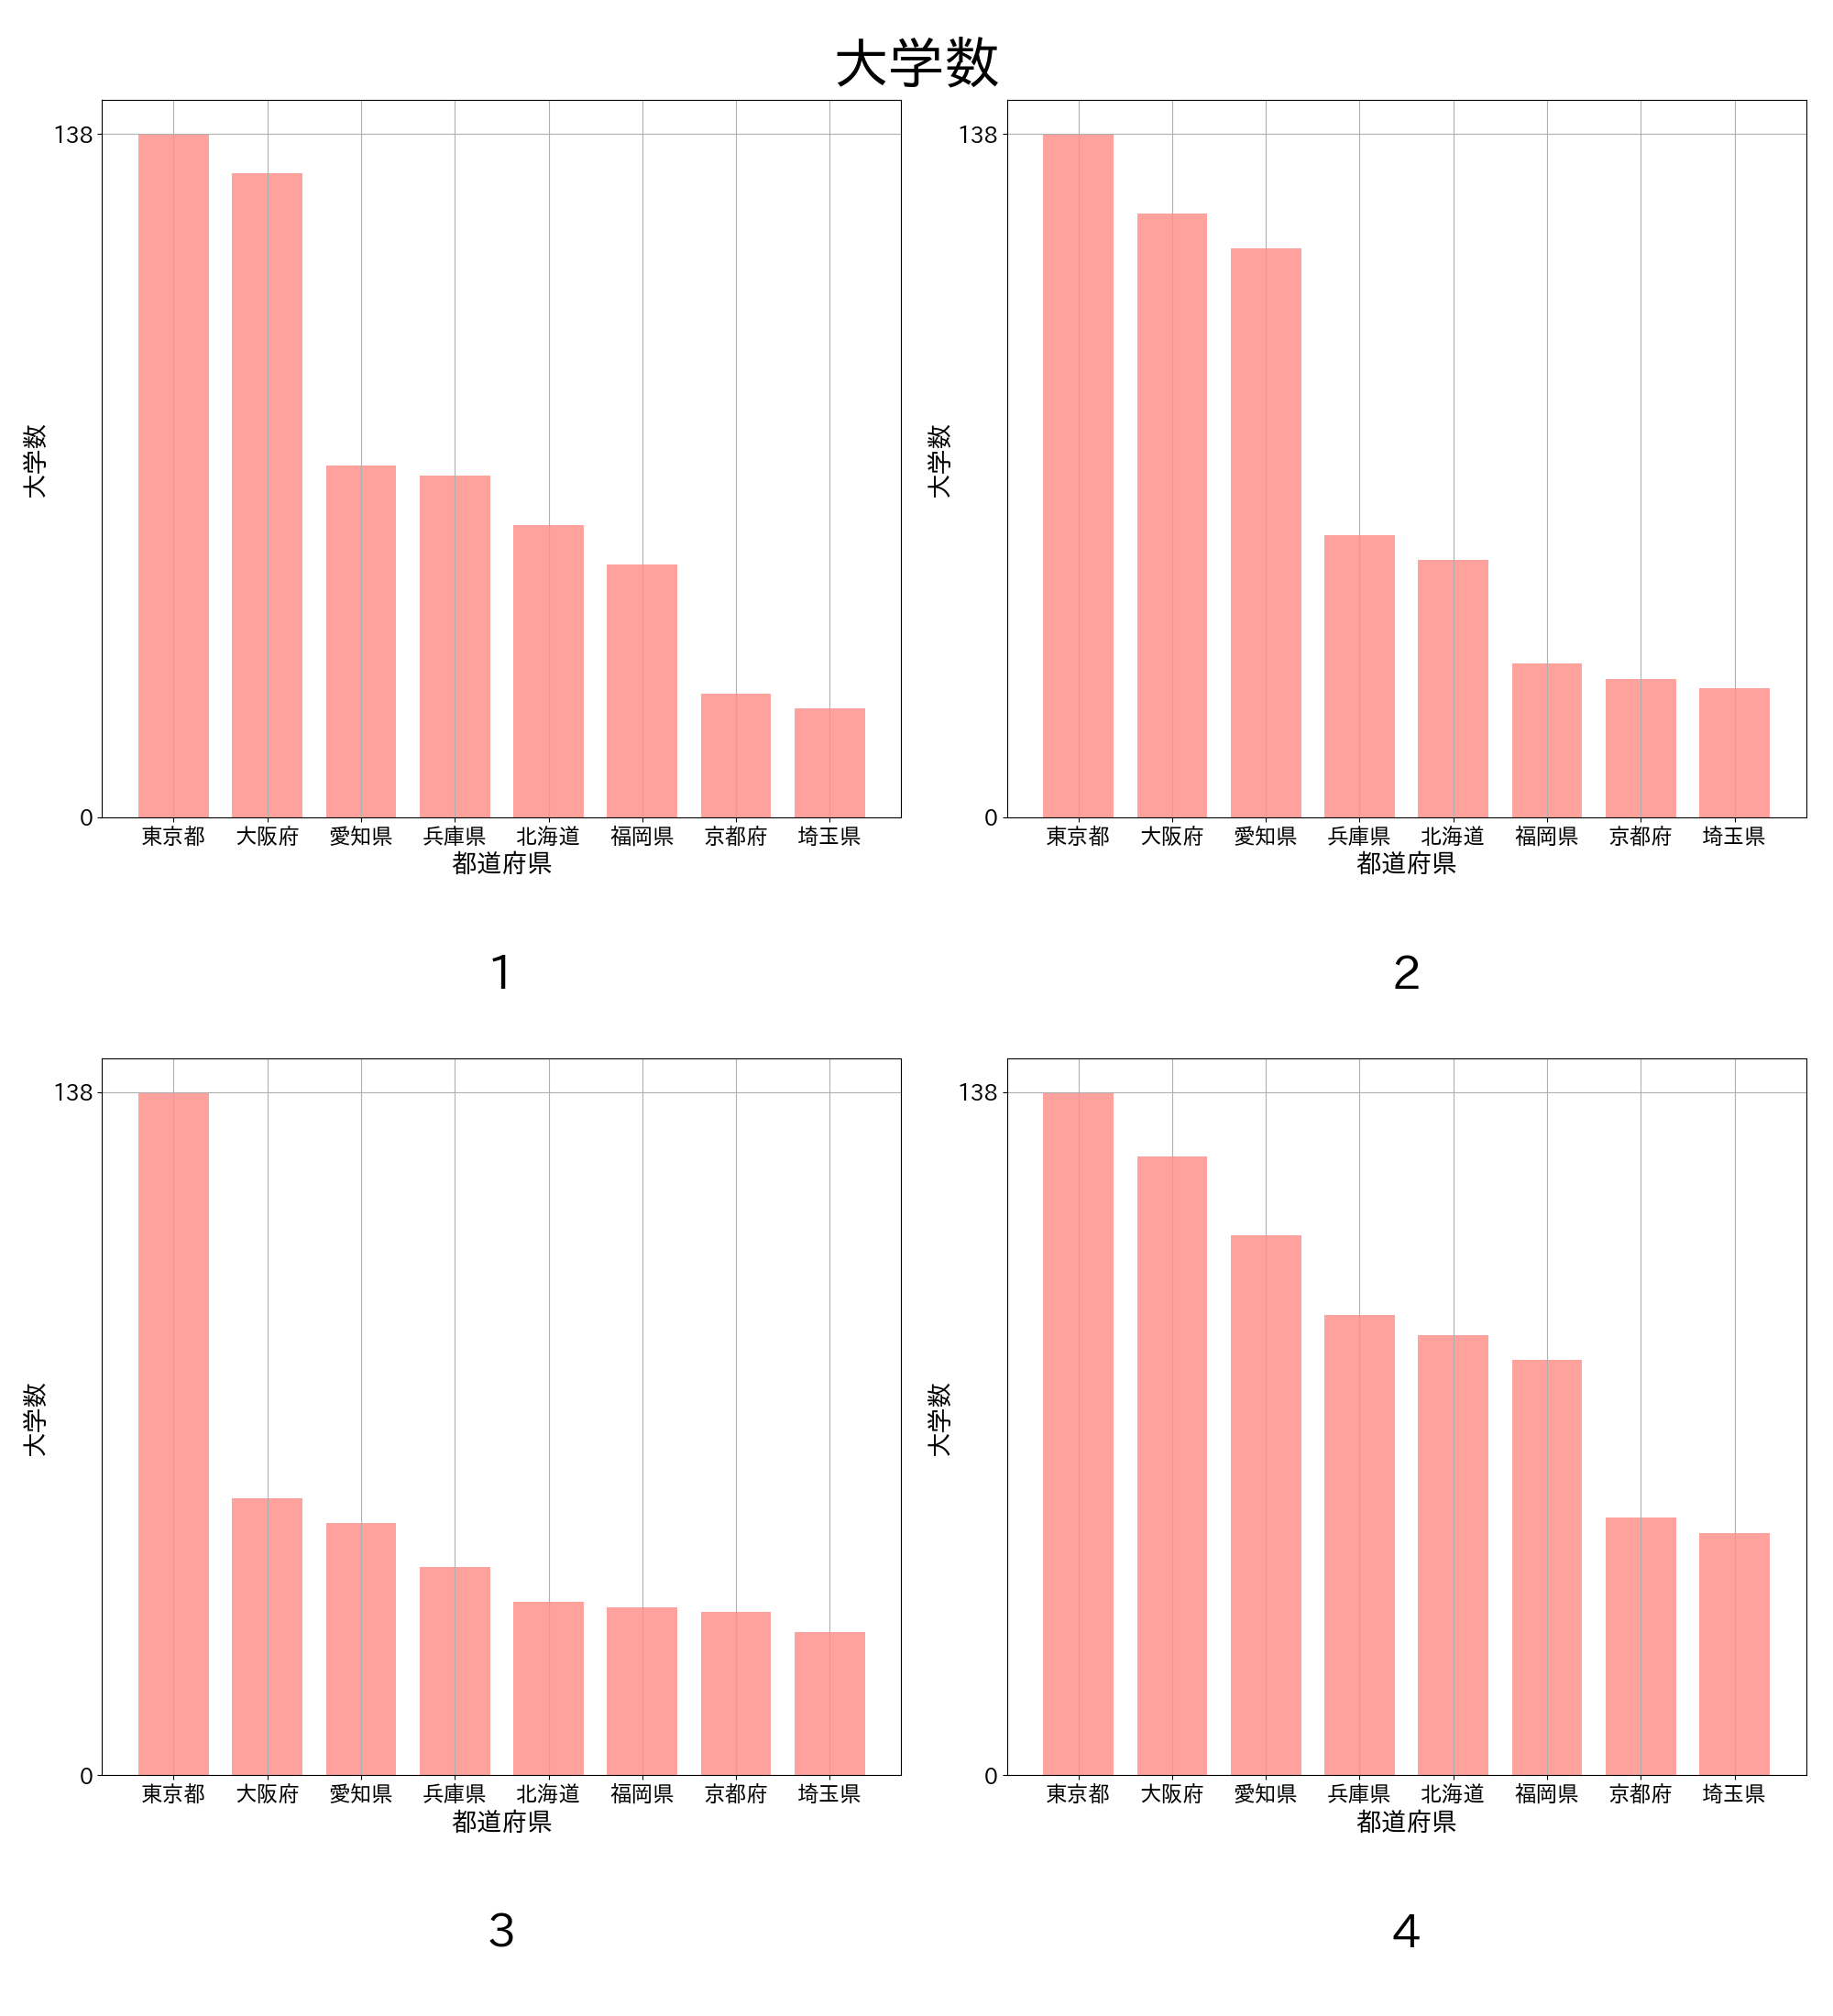 大学数
138
大学数
0
東京都 大阪府 愛知県 兵庫県 北海道 福岡県 京都府 埼玉県
都道府県
1
138
大学数
0
東京都 大阪府 愛知県 兵庫県 北海道 福岡県 京都府 埼玉県
都道府県
2
138
大学数
0
東京都 大阪府 愛知県 兵庫県 北海道 福岡県 京都府 埼玉県
都道府県
3
138
大学数
0
東京都 大阪府 愛知県 兵庫県 北海道 福岡県 京都府 埼玉県
都道府県
4